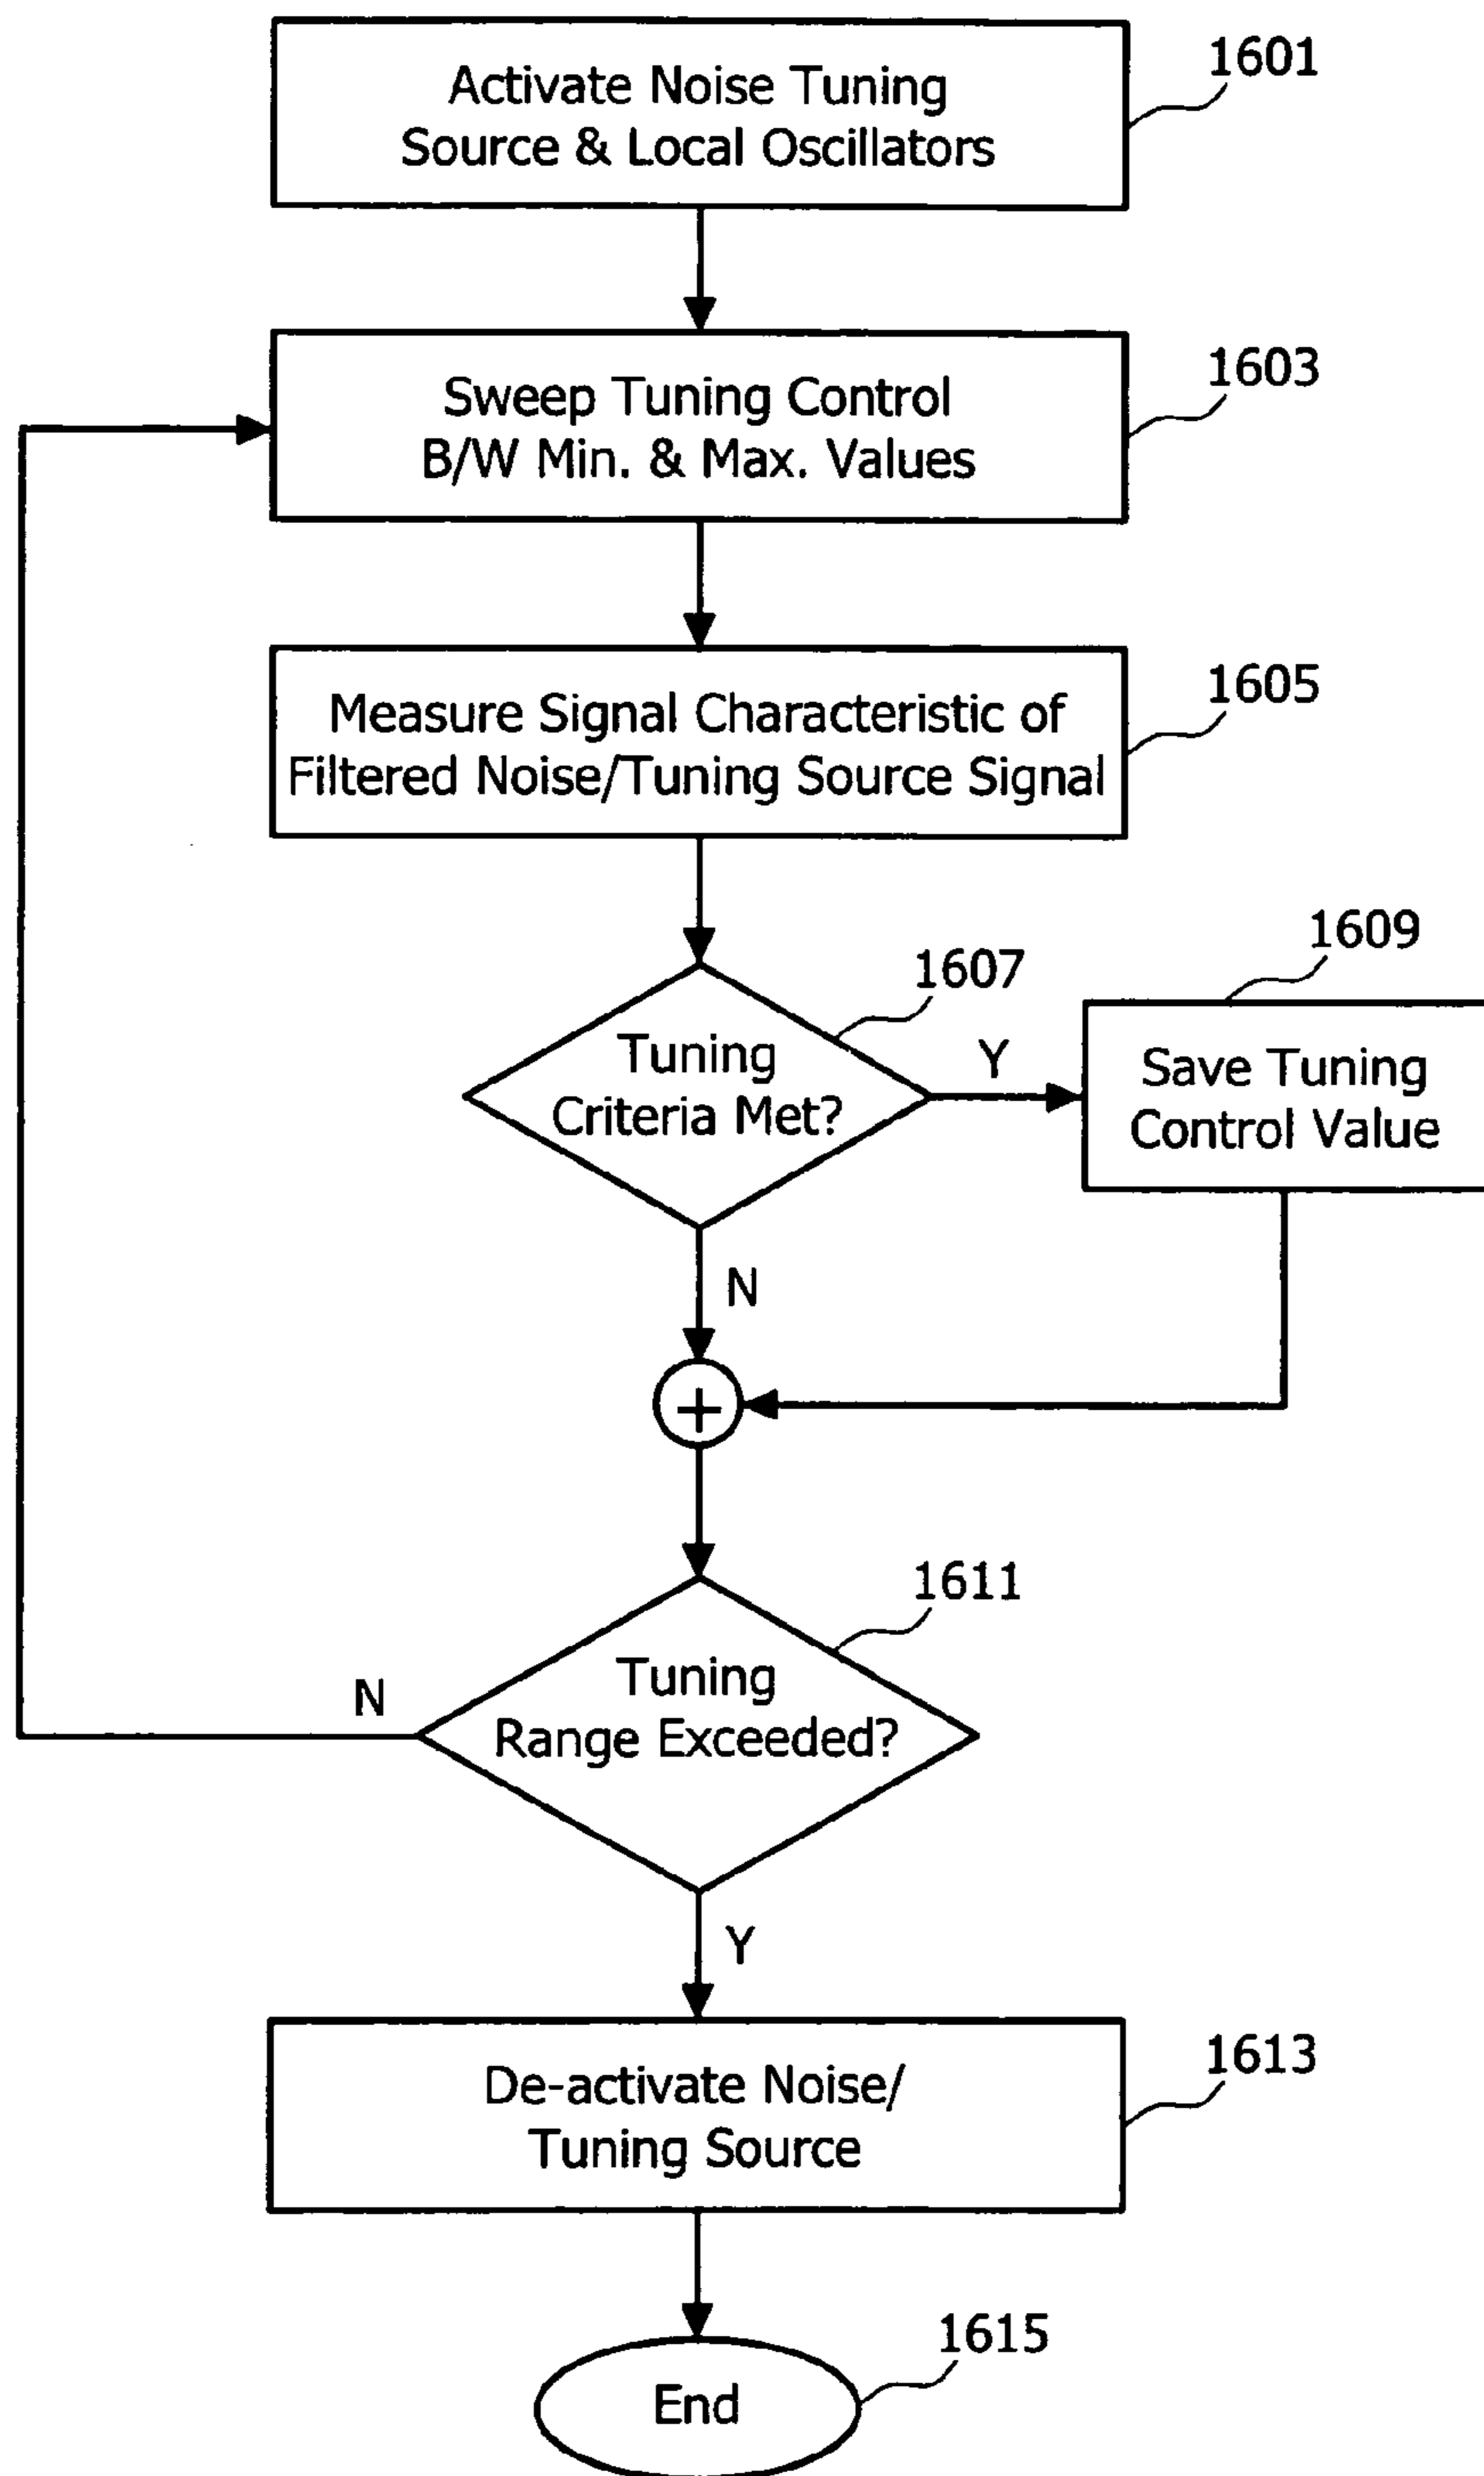 Activate Noise Tuning
Source & Local Oscillators
1601
Sweep Tuning Control
B/W Min. & Max. Values
1603
Measure Signal Characteristic of
Filtered Noise/Tuning Source Signal
1605
Tuning
Criteria Met?
1607
Y
Save Tuning
Control Value
1609
N
+
Tuning
Range Exceeded?
1611
N
Y
De-activate Noise/
Tuning Source
1613
End
1615